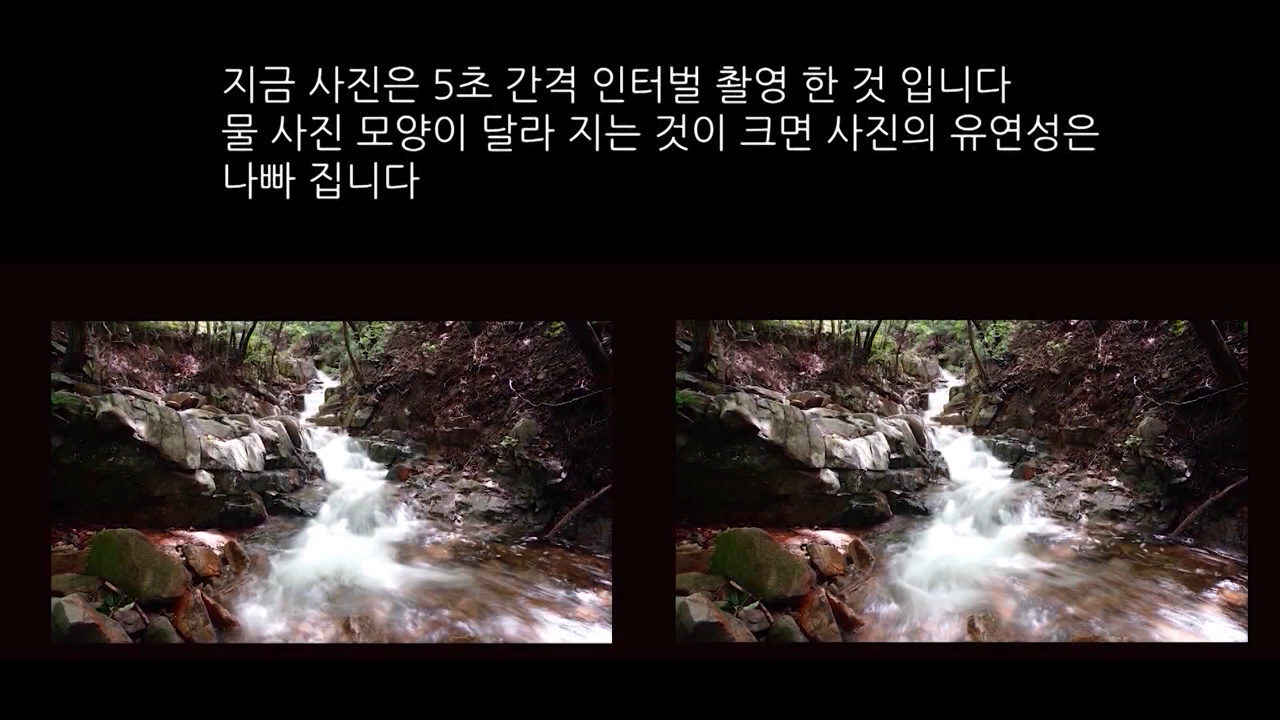 지금 사진은 5초 간격 인터벌 촬영 한 것 입니다
물 사진 모양이 달라 지는 것이 크면 사진의 유연성은
나빠 집니다